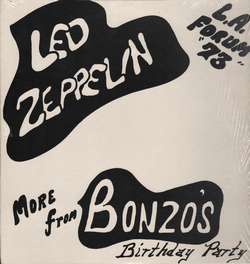 LED
ZEPPELIN
L.A.
FORUM
"73"
MORE
from BONZO'S
Birthday Party